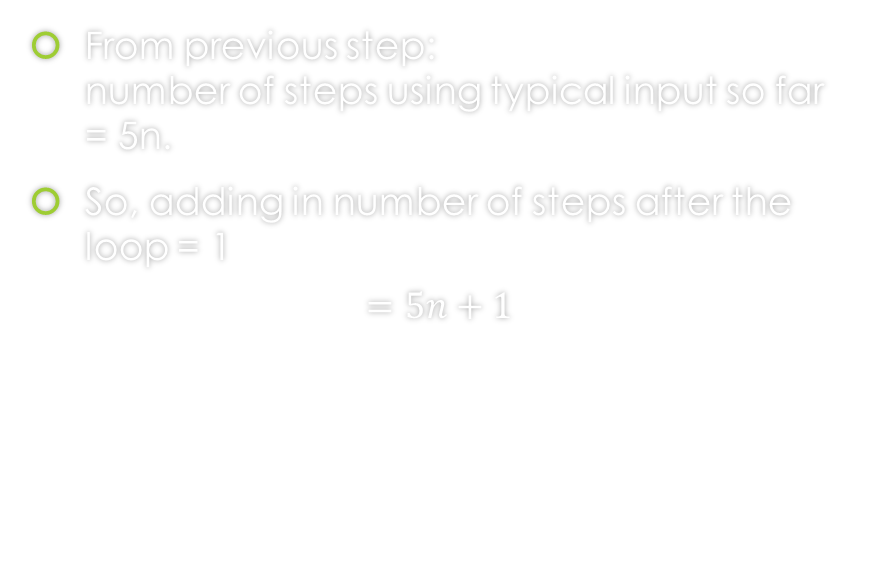 From previous step:
number of steps using typical input so far
= 5n.
So, adding in number of steps after the
loop = 1
= 5n + 1